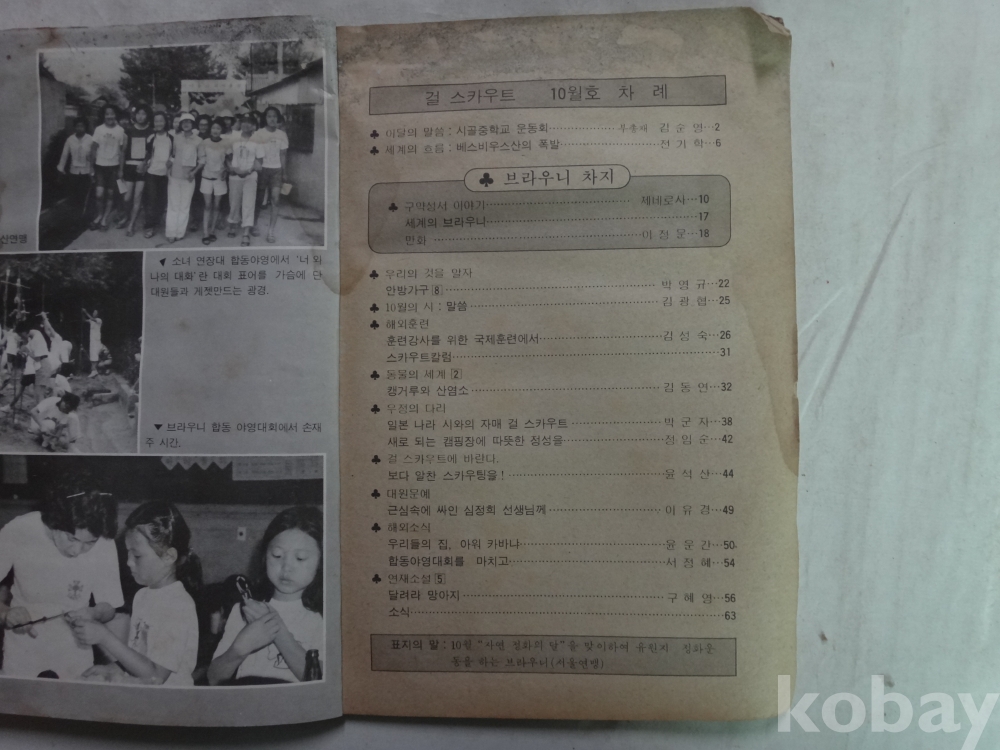 산연맹
◀ 소녀 연장대 합동야영에서 '너와
나의 대화'란 대회 표어를 가슴에 단
대원들과 게젯만드는 광경.
▼ 브라우니 합동 야영대회에서 손재
주 시간.
걸 스카우트 10월호 차 례
♣ 이달의 말씀 : 시골중학교 운동회 김순영…2
♣ 세계의 흐름 : 베스비우스산의 폭발 전기학…6
♣ 브라우니 차지
♣ 구약성서 이야기 제네로사…10
세계의 브라우니 17
만화 이정문…18
♣ 우리의 것을 알자
안방가구 [8] 박영규…22
♣ 10월의 시 : 말씀 김광협…25
♣ 해외훈련
훈련강사를 위한 국제훈련에서 김성숙…26
스카우트칼럼 31
♣ 동물의 세계 [2]
캥거루와 산염소 김동연…32
♣ 우정의 다리
일본 나라 시와의 자매 걸 스카우트 박군자…38
새로 되는 캠핑장에 따뜻한 정성을 42
♣ 걸 스카우트에 바란다.
보다 알찬 스카우팅을! 윤석산…44
♣ 대원문예
근심속에 싸인 심정희 선생님께 이유경…49
♣ 해외소식
우리들의 집, 아워 카바냐 윤운간…50
합동야영대회를 마치고 서정혜…54
♣ 연재소설 [5]
달려라 망아지 구혜영…56
소식 63
표지의 말 : 10월 "자연 정화의 달"을 맞이하여 유원지 정화운
동을 하는 브라우니(서울연맹)
kobay